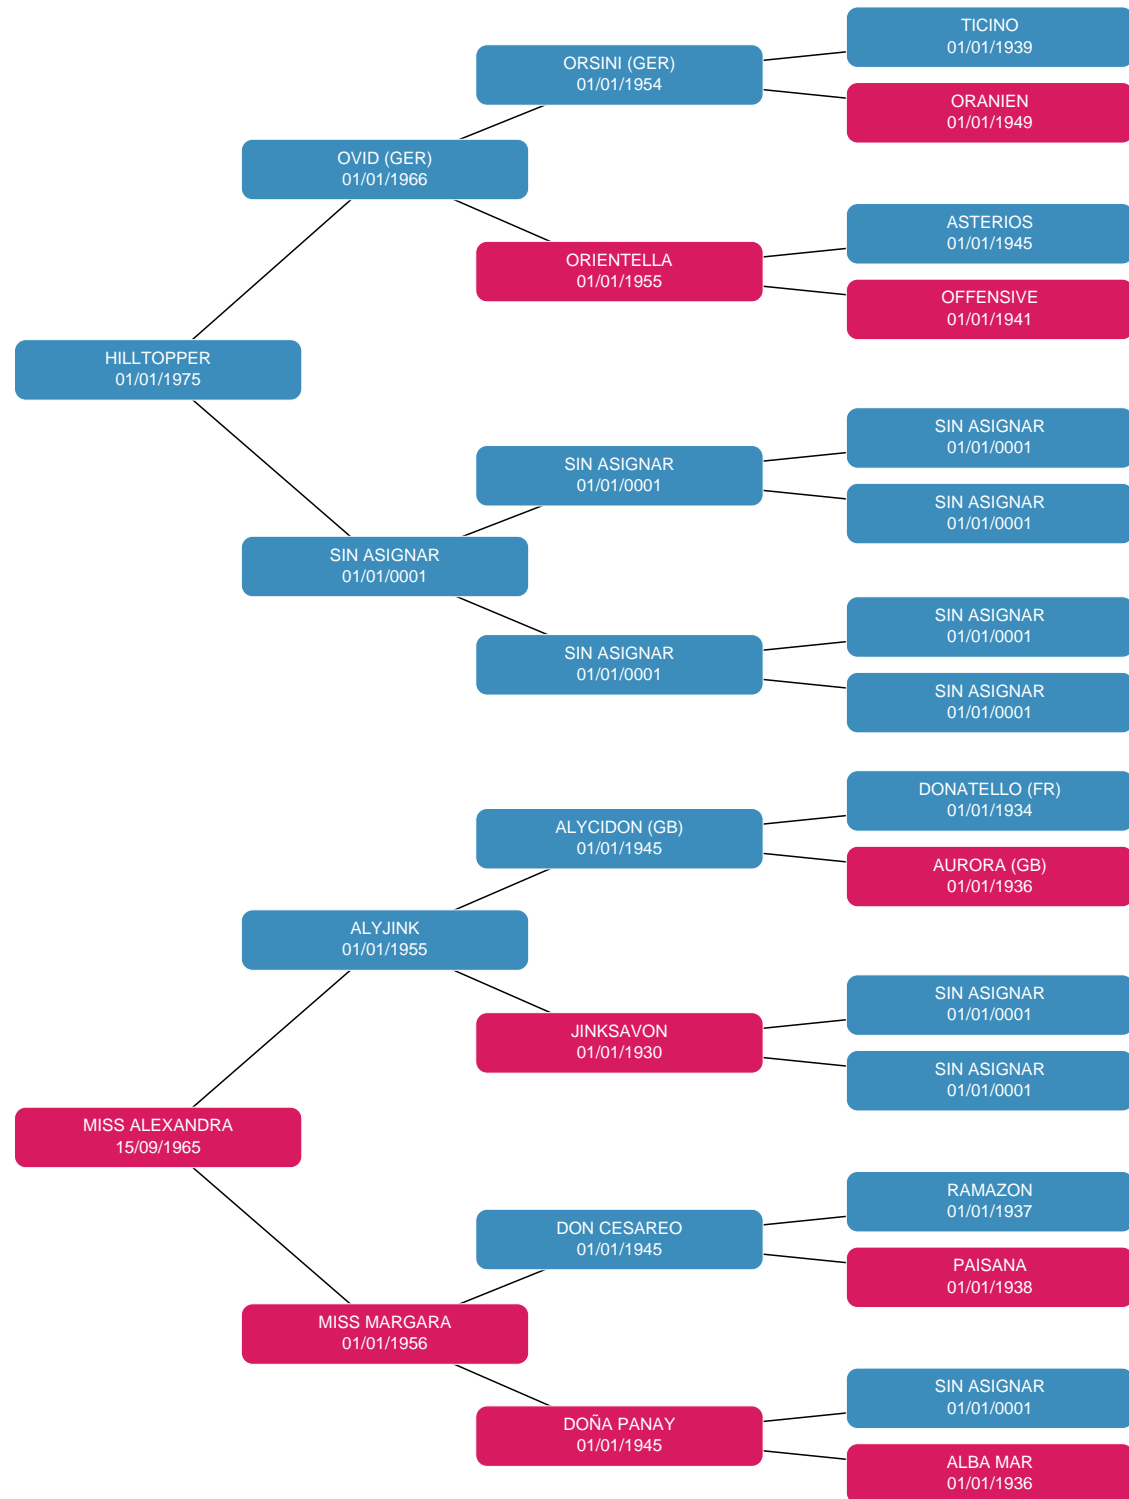 TICINO
01/01/1939
ORSINI (GER)
01/01/1954
ORANIEN
01/01/1949
OVID (GER)
01/01/1966
ASTERIOS
01/01/1945
ORIENTELLA
01/01/1955
OFFENSIVE
01/01/1941
HILLTOPPER
01/01/1975
SIN ASIGNAR
01/01/0001
SIN ASIGNAR
01/01/0001
SIN ASIGNAR
01/01/0001
SIN ASIGNAR
01/01/0001
SIN ASIGNAR
01/01/0001
SIN ASIGNAR
01/01/0001
SIN ASIGNAR
01/01/0001
DONATELLO (FR)
01/01/1934
ALYCIDON (GB)
01/01/1945
AURORA (GB)
01/01/1936
ALYJINK
01/01/1955
SIN ASIGNAR
01/01/0001
JINKSAVON
01/01/1930
SIN ASIGNAR
01/01/0001
MISS ALEXANDRA
15/09/1965
RAMAZON
01/01/1937
DON CESAREO
01/01/1945
PAISANA
01/01/1938
MISS MARGARA
01/01/1956
SIN ASIGNAR
01/01/0001
DOÑA PANAY
01/01/1945
ALBA MAR
01/01/1936